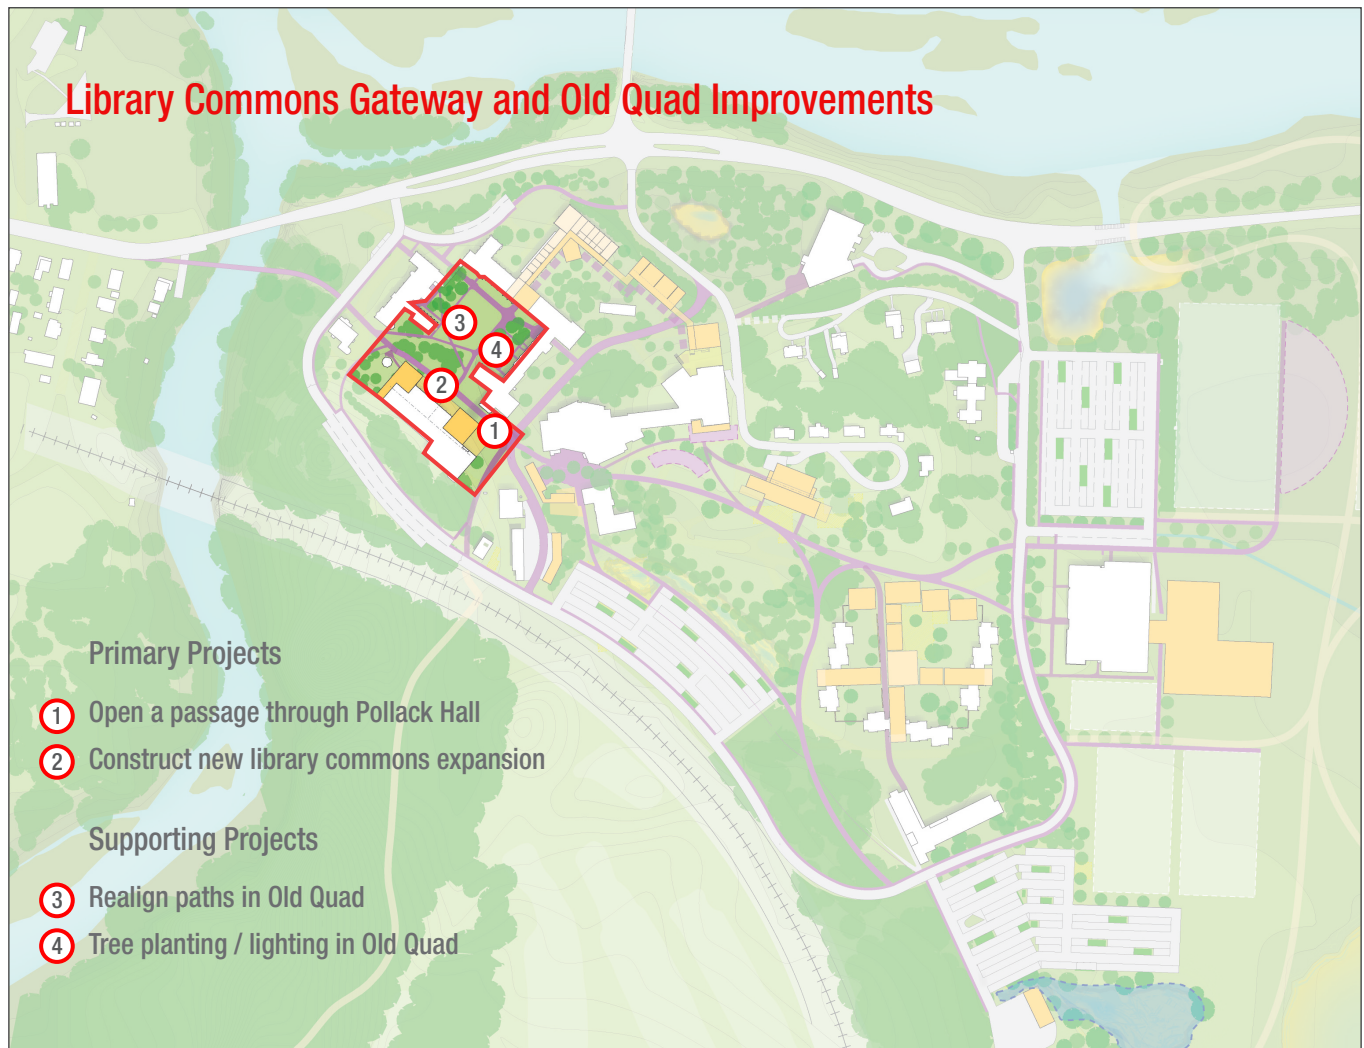 Library Commons Gateway and Old Quad Improvements
3
4
2
1
Primary Projects
1 Open a passage through Pollack Hall
2 Construct new library commons expansion
Supporting Projects
3 Realign paths in Old Quad
4 Tree planting / lighting in Old Quad